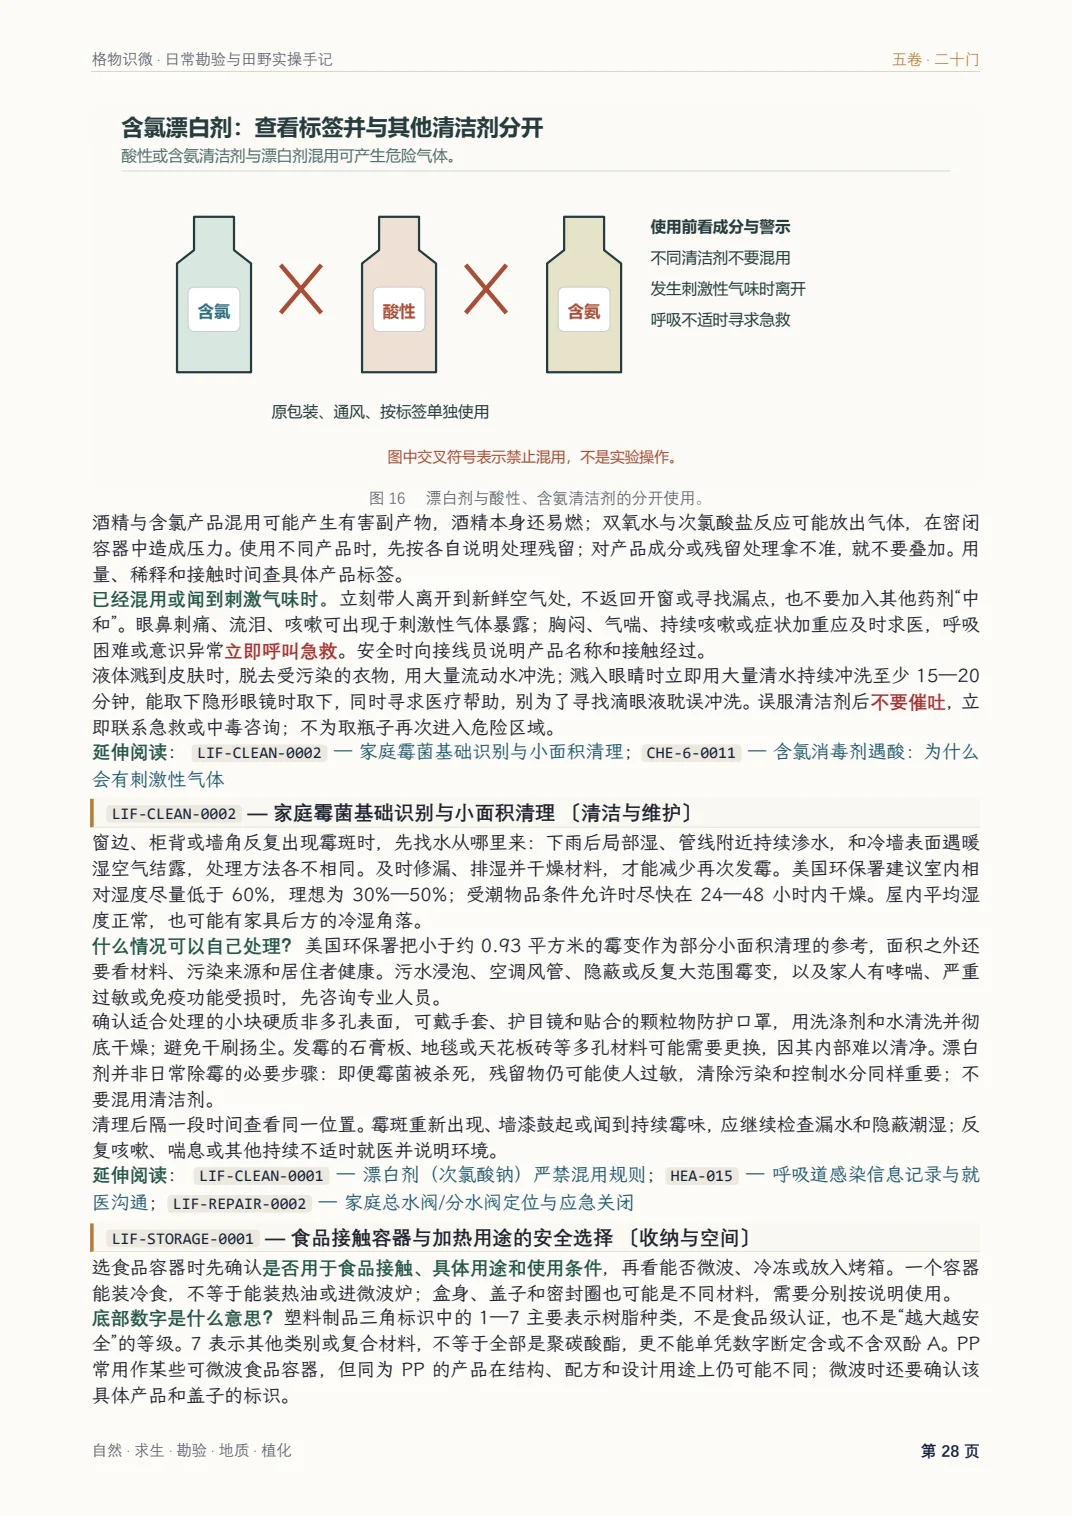 格物识微 · 日常勘验与田野实操手记
五卷 · 二十门
含氯漂白剂：查看标签并与其他清洁剂分开
酸性或含氨清洁剂与漂白剂混用可产生危险气体。
含氯
酸性
含氨
使用前看成分与警示
不同清洁剂不要混用
发生刺激性气味时离开
呼吸不适时寻求急救
原包装、通风、按标签单独使用
图中交叉符号表示禁止混用，不是实验操作。
图 16 漂白剂与酸性、含氨清洁剂的分开使用。
酒精与含氯产品混用可能产生有害副产物，酒精本身还易燃；双氧水与次氯酸盐反应可能放出气体，在密闭
容器中造成压力。使用不同产品时，先按各自说明处理残留；对产品成分或残留处理拿不准，就不要叠加。用
量、稀释和接触时间查具体产品标签。
已经混用或闻到刺激气味时。立刻带人离开到新鲜空气处，不返回开窗或寻找漏点，也不要加入其他药剂“中
和”。眼鼻刺痛、流泪、咳嗽可出现于刺激性气体暴露；胸闷、气喘、持续咳嗽或症状加重应及时求医，呼吸
困难或意识异常立即呼叫急救。安全时向接线员说明产品名称和接触经过。
液体溅到皮肤时，脱去受污染的衣物，用大量流动水冲洗；溅入眼睛时立即用大量清水持续冲洗至少 15—20
分钟，能取下隐形眼镜时取下，同时寻求医疗帮助，别为了寻找滴眼液耽误冲洗。误服清洁剂后不要催吐，立
即联系急救或中毒咨询；不为取瓶子再次进入危险区域。
延伸阅读： LIF-CLEAN-0002 — 家庭霉菌基础识别与小面积清理；CHE-6-0011 — 含氯消毒剂遇酸：为什么
会有刺激性气体
LIF-CLEAN-0002 — 家庭霉菌基础识别与小面积清理 〔清洁与维护〕
窗边、柜背或墙角反复出现霉斑时，先找水从哪里来：下雨后局部湿、管线附近持续渗水，和冷墙表面遇暖
湿空气结露，处理方法各不相同。及时修漏、排湿并干燥材料，才能减少再次发霉。美国环保署建议室内相
对湿度尽量低于 60%，理想为 30%—50%；受潮物品条件允许时尽快在 24—48 小时内干燥。屋内平均湿
度正常，也可能有家具后方的冷湿角落。
什么情况可以自己处理？ 美国环保署把小于约 0.93 平方米的霉变作为部分小面积清理的参考，面积之外还
要看材料、污染来源和居住者健康。污水浸泡、空调风管、隐蔽或反复大范围霉变，以及家人有哮喘、严重
过敏或免疫功能受损时，先咨询专业人员。
确认适合处理的小块硬质非多孔表面，可戴手套、护目镜和贴合的颗粒物防护口罩，用洗涤剂和水清洗并彻
底干燥；避免干刷扬尘。发霉的石膏板、地毯或天花板砖等多孔材料可能需要更换，因其内部难以清净。漂白
剂并非日常除霉的必要步骤：即便霉菌被杀死，残留物仍可能使人过敏，清除污染和控制水分同样重要；不
要混用清洁剂。
清理后隔一段时间查看同一位置。霉斑重新出现、墙漆鼓起或闻到持续霉味，应继续检查漏水和隐蔽潮湿；反
复咳嗽、喘息或其他持续不适时就医并说明环境。
延伸阅读： LIF-CLEAN-0001 — 漂白剂（次氯酸钠）严禁混用规则；HEA-015 — 呼吸道感染信息记录与就
医沟通；LIF-REPAIR-0002 — 家庭总水阀/分水阀定位与应急关闭
LIF-STORAGE-0001 — 食品接触容器与加热用途的安全选择 〔收纳与空间〕
选食品容器时先确认是否用于食品接触、具体用途和使用条件，再看能否微波、冷冻或放入烤箱。一个容器
能装冷食，不等于能装热油或进微波炉；盒身、盖子和密封圈也可能是不同材料，需要分别按说明使用。
底部数字是什么意思？ 塑料制品三角标识中的 1—7 主要表示树脂种类，不是食品级认证，也不是“越大越安
全”的等级。7 表示其他类别或复合材料，不等于全部是聚碳酸酯，更不能单凭数字断定含或不含双酚 A。PP
常用作某些可微波食品容器，但同为 PP 的产品在结构、配方和设计用途上仍可能不同；微波时还要确认该
具体产品和盖子的标识。
自然 · 求生 · 勘验 · 地质 · 植化
第 28 页